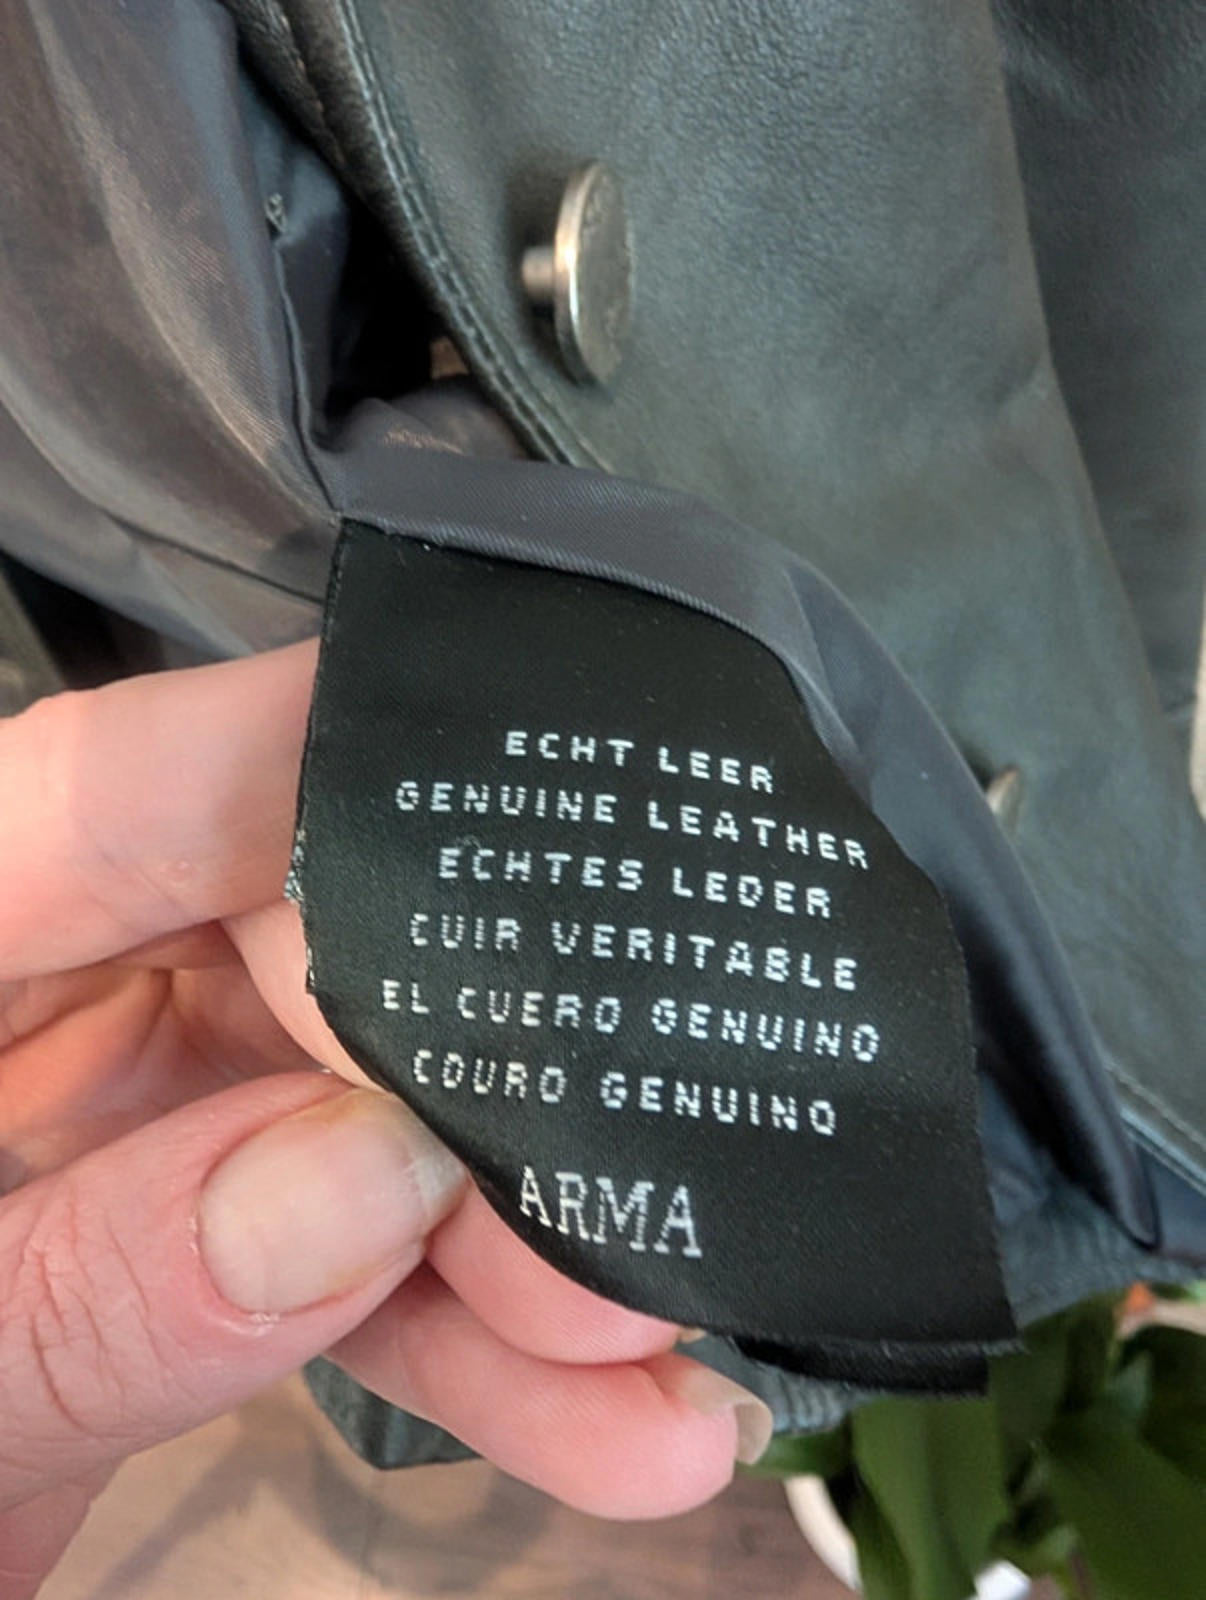 ECHT LEER
GENUINE LEATHER
ECHTES LEDER
CUIR VERITABLE
EL CUERO GENUINO
COURO GENUINO
ARMA